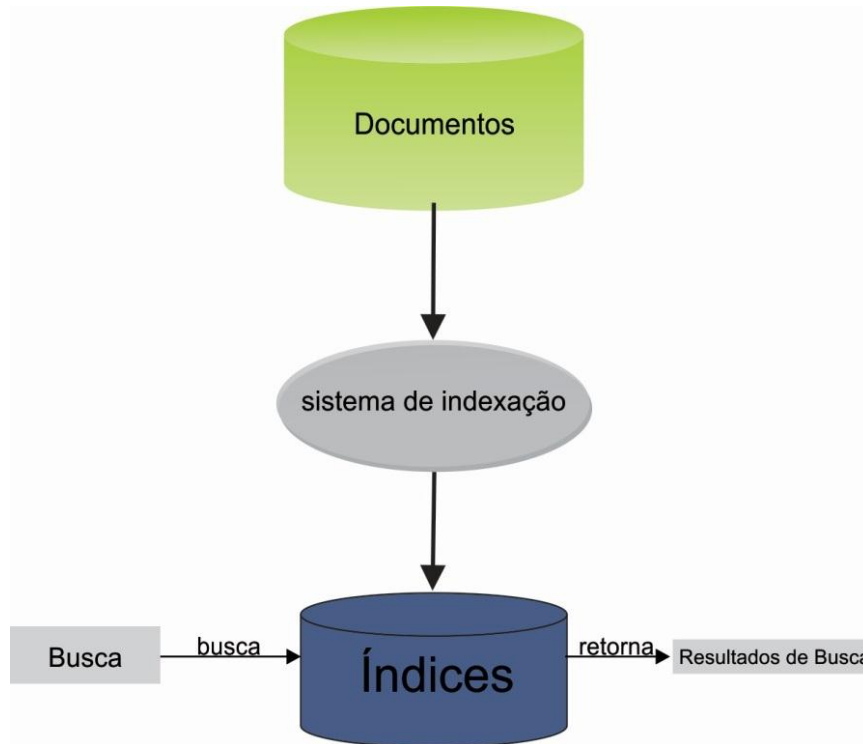 Documentos
sistema de indexação
Busca
busca
Índices
retorna
Resultados de Busca